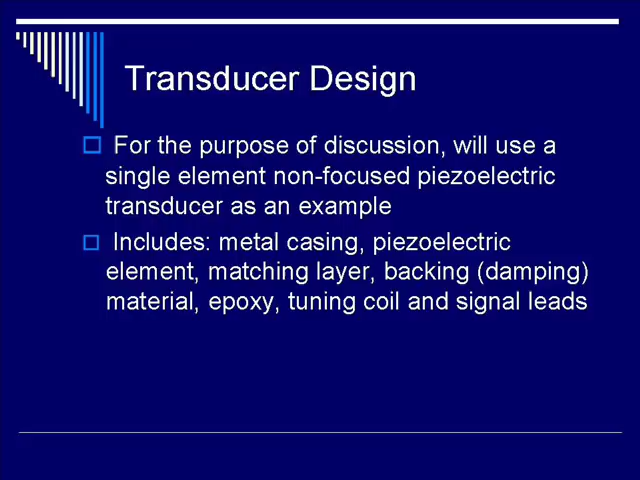 Transducer Design
For the purpose of discussion, will use a
single element non-focused piezoelectric
transducer as an example
Includes: metal casing, piezoelectric
element, matching layer, backing (damping)
material, epoxy, tuning coil and signal leads